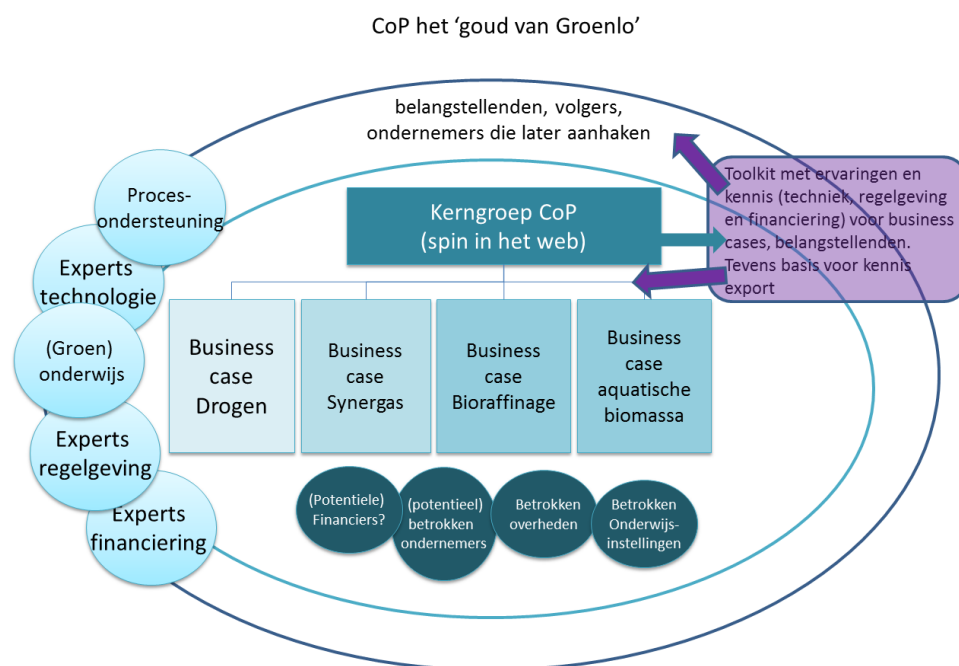 CoP het ‘goud van Groenlo’
belangstellenden, volgers,
ondernemers die later aanhaken
Proces-
ondersteuning
Experts
technologie
(Groen)
onderwijs
Experts
regelgeving
Experts
financiering
Kerngroep CoP
(spin in het web)
Toolkit met ervaringen en
kennis (techniek, regelgeving
en financiering) voor business
cases, belangstellenden.
Tevens basis voor kennis
export
Business
case
Drogen
Business
case
Synergas
Business
case
Bioraffinage
Business
case
aquatische
biomassa
(Potentiele)
Financiers?
(potentieel)
betrokken
ondernemers
Betrokken
overheden
Betrokken
Onderwijs-
instellingen